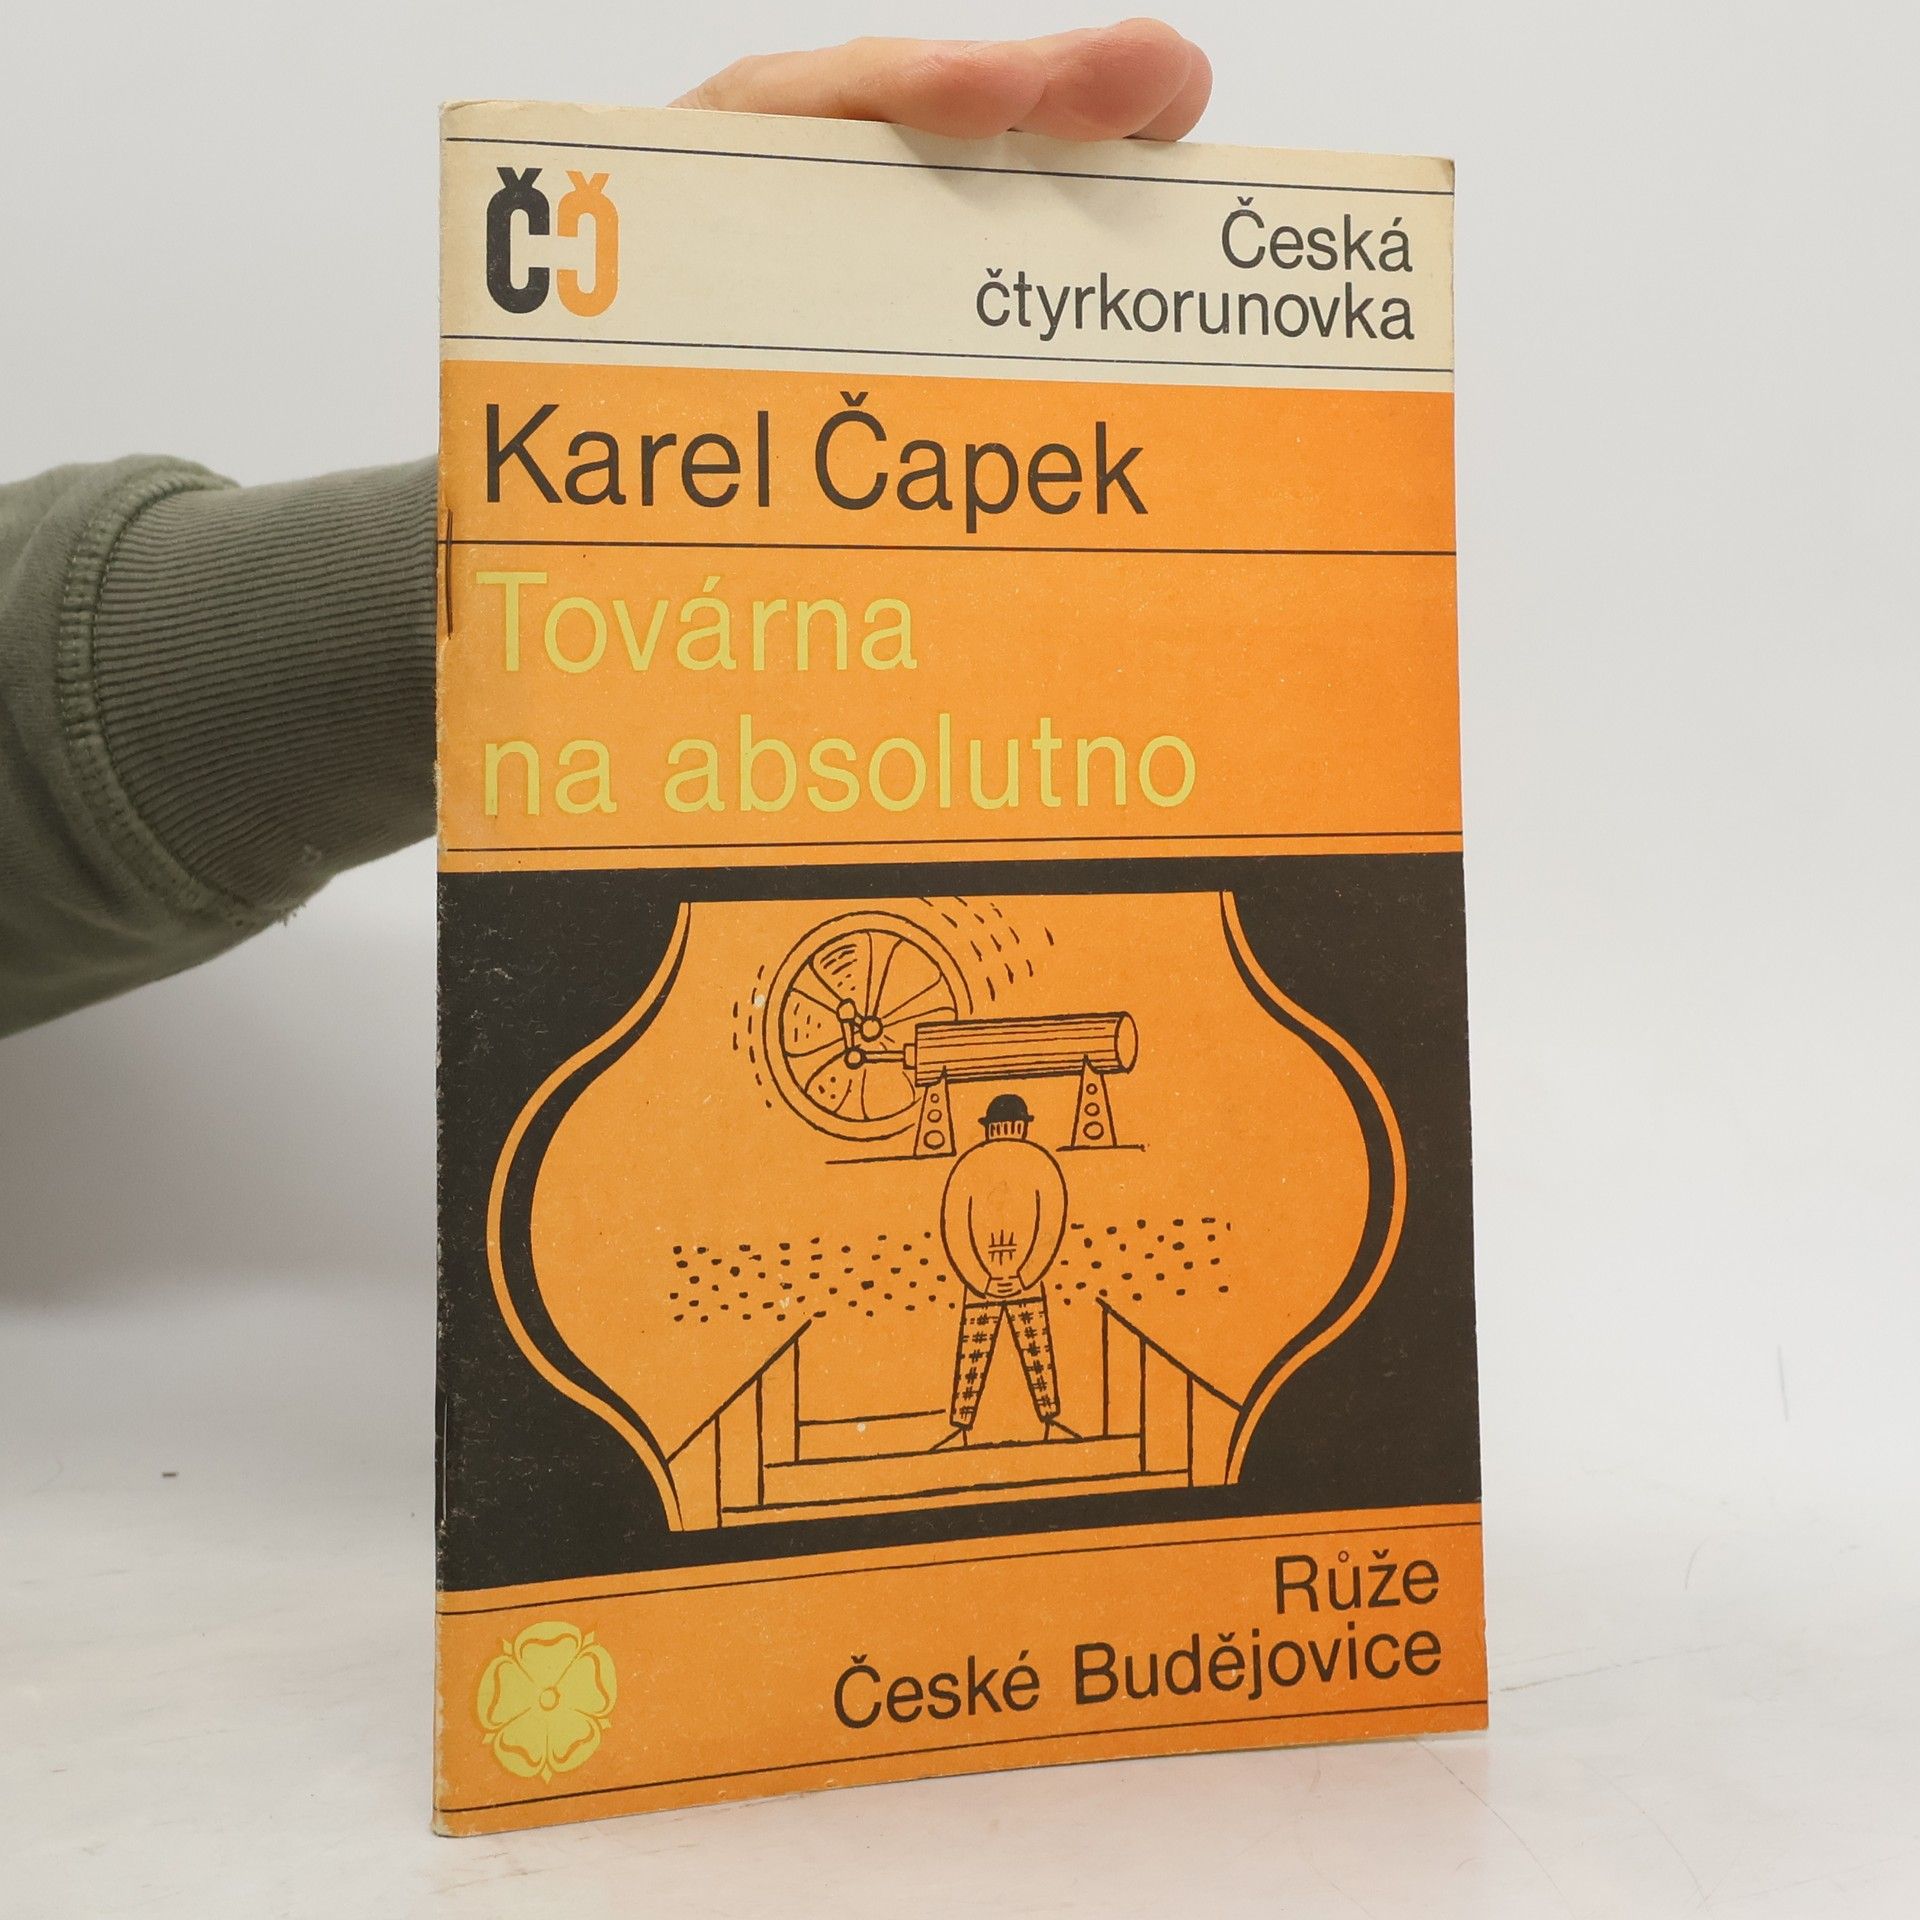 ČČ
Česká
čtyrkorunovka
Karel Čapek
Továrna
na absolutno
Růže
České Budějovice